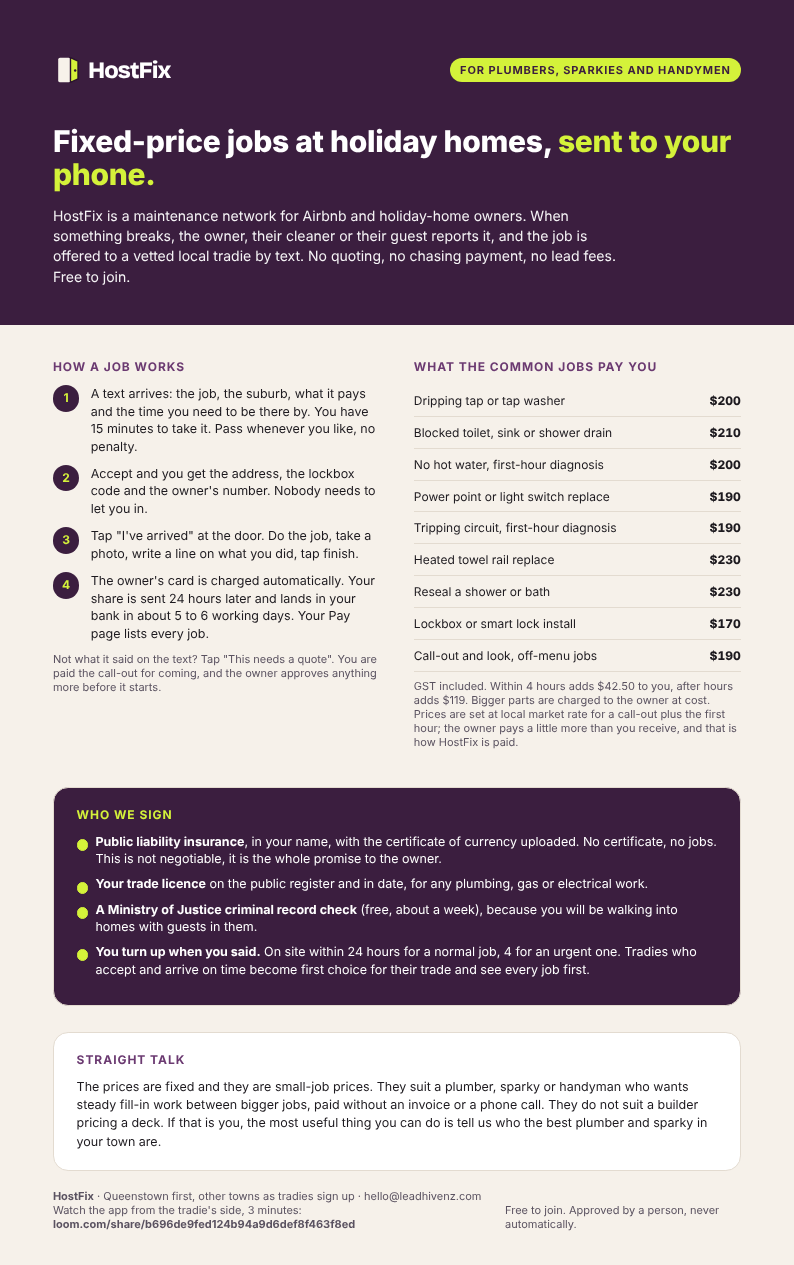 HostFix
FOR PLUMBERS, SPARKIES AND HANDYMEN
Fixed-price jobs at holiday homes, sent to your
phone.
HostFix is a maintenance network for Airbnb and holiday-home owners. When
something breaks, the owner, their cleaner or their guest reports it, and the job is
offered to a vetted local tradie by text. No quoting, no chasing payment, no lead fees.
Free to join.
HOW A JOB WORKS
1
A text arrives: the job, the suburb, what it pays
and the time you need to be there by. You have
15 minutes to take it. Pass whenever you like, no
penalty.
2
Accept and you get the address, the lockbox
code and the owner's number. Nobody needs to
let you in.
3
Tap "I've arrived" at the door. Do the job, take a
photo, write a line on what you did, tap finish.
4
The owner's card is charged automatically. Your
share is sent 24 hours later and lands in your
bank in about 5 to 6 working days. Your Pay
page lists every job.
Not what it said on the text? Tap "This needs a quote". You are
paid the call-out for coming, and the owner approves anything
more before it starts.
WHAT THE COMMON JOBS PAY YOU
Dripping tap or tap washer $200
Blocked toilet, sink or shower drain $210
No hot water, first-hour diagnosis $200
Power point or light switch replace $190
Tripping circuit, first-hour diagnosis $190
Heated towel rail replace $230
Reseal a shower or bath $230
Lockbox or smart lock install $170
Call-out and look, off-menu jobs $190
GST included. Within 4 hours adds $42.50 to you, after hours
adds $119. Bigger parts are charged to the owner at cost.
Prices are set at local market rate for a call-out plus the first
hour; the owner pays a little more than you receive, and that is
how HostFix is paid.
WHO WE SIGN
Public liability insurance, in your name, with the certificate of currency uploaded. No certificate, no jobs.
This is not negotiable, it is the whole promise to the owner.
Your trade licence on the public register and in date, for any plumbing, gas or electrical work.
A Ministry of Justice criminal record check (free, about a week), because you will be walking into
homes with guests in them.
You turn up when you said. On site within 24 hours for a normal job, 4 for an urgent one. Tradies who
accept and arrive on time become first choice for their trade and see every job first.
STRAIGHT TALK
The prices are fixed and they are small-job prices. They suit a plumber, sparky or handyman who wants
steady fill-in work between bigger jobs, paid without an invoice or a phone call. They do not suit a builder
pricing a deck. If that is you, the most useful thing you can do is tell us who the best plumber and sparky in
your town are.
HostFix · Queenstown first, other towns as tradies sign up · hello@leadhivenz.com
Watch the app from the tradie's side, 3 minutes:
loom.com/share/b696de9fed124b94a9d6def8f463f8ed
Free to join. Approved by a person, never
automatically.